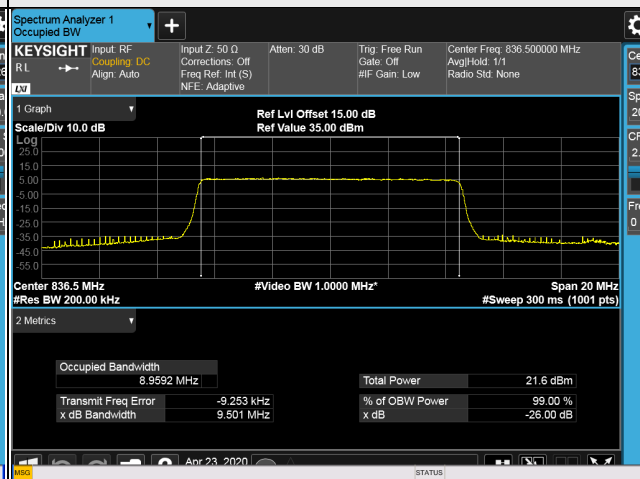 Spectrum Analyzer 1
Occupied BW
KEYSIGHT Input: RF Input Z: 50 Ω Atten: 30 dB Trig: Free Run Center Freq: 836.500000 MHz
RL Coupling: DC Corrections: Off Gate: Off Avg|Hold: 1/1
Align: Auto Freq Ref: Int (S) #IF Gain: Low Radio Std: None
NFE: Adaptive
LXI
1 Graph
Ref Lvl Offset 15.00 dB
Scale/Div 10.0 dB Ref Value 35.00 dBm
Log
25.0
15.0
5.00
-5.00
-15.0
-25.0
-35.0
-45.0
-55.0
Center 836.5 MHz #Video BW 1.0000 MHz* Span 20 MHz
#Res BW 200.00 kHz #Sweep 300 ms (1001 pts)
2 Metrics
Occupied Bandwidth
8.9592 MHz Total Power 21.6 dBm
Transmit Freq Error -9.253 kHz % of OBW Power 99.00 %
x dB Bandwidth 9.501 MHz x dB -26.00 dB
Apr 23, 2020
MSG STATUS